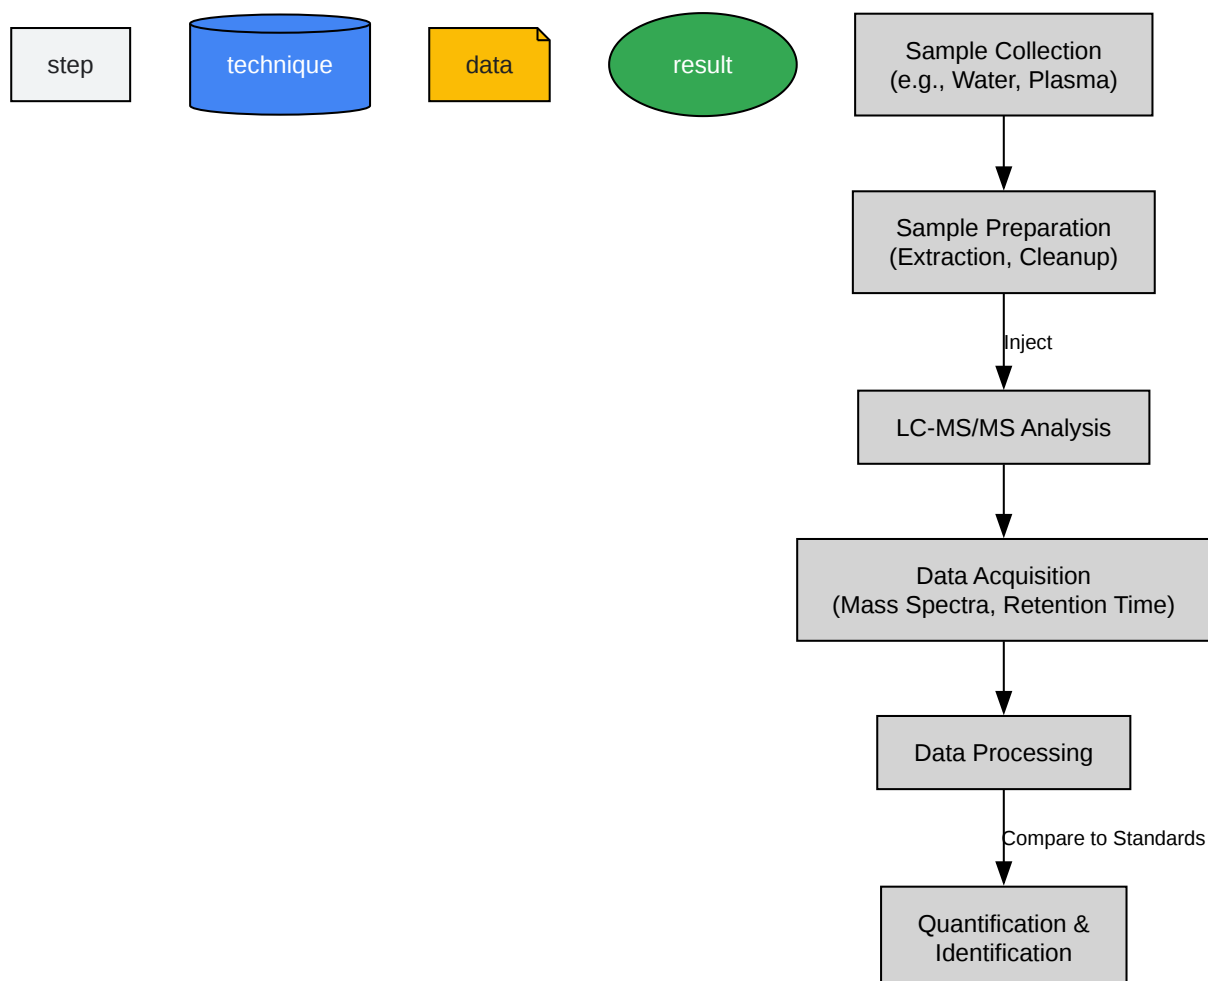 step
technique
data
result
Sample Collection
(e.g., Water, Plasma)
Sample Preparation
(Extraction, Cleanup)
Inject
LC-MS/MS Analysis
Data Acquisition
(Mass Spectra, Retention Time)
Data Processing
Compare to Standards
Quantification &
Identification